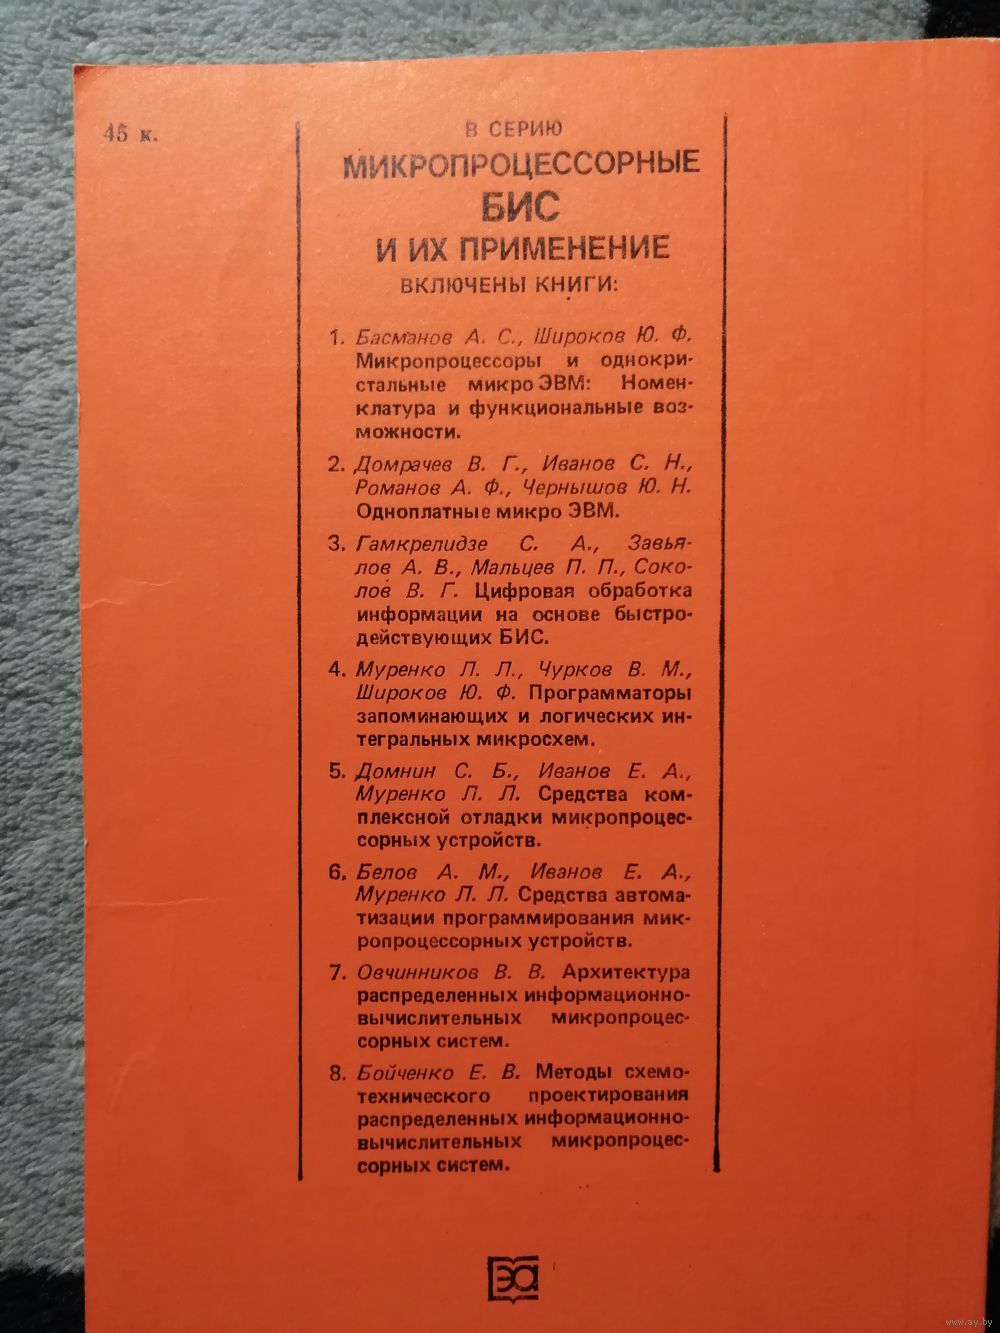 45 к.
В СЕРИЮ
МИКРОПРОЦЕССОРНЫЕ
БИС
И ИХ ПРИМЕНЕНИЕ
ВКЛЮЧЕНЫ КНИГИ:
1. Басманов А. С., Широков Ю. Ф.
Микропроцессоры и однокри-
стальные микро ЭВМ: Номен-
клатура и функциональные воз-
можности.
2. Домрачев В. Г., Иванов С. Н.,
Романов А. Ф., Чернышов Ю. Н.
Одноплатные микро ЭВМ.
3. Гамкрелидзе С. А., Завья-
лов А. В., Мальцев П. П., Соко-
лов В. Г. Цифровая обработка
информации на основе быстро-
действующих БИС.
4. Муренко Л. Л., Чурков В. М.,
Широков Ю. Ф. Программаторы
запоминающих и логических ин-
тегральных микросхем.
5. Домнин С. Б., Иванов Е. А.,
Муренко Л. Л. Средства ком-
плексной отладки микропроцес-
сорных устройств.
6. Белов А. М., Иванов Е. А.,
Муренко Л. Л. Средства автома-
тизации программирования мик-
ропроцессорных устройств.
7. Овчинников В. В. Архитектура
распределенных информационно-
вычислительных микропроцес-
сорных систем.
8. Бойченко Е. В. Методы схемо-
технического проектирования
распределенных информационно-
вычислительных микропроцес-
сорных систем.
эа
www.ay.by